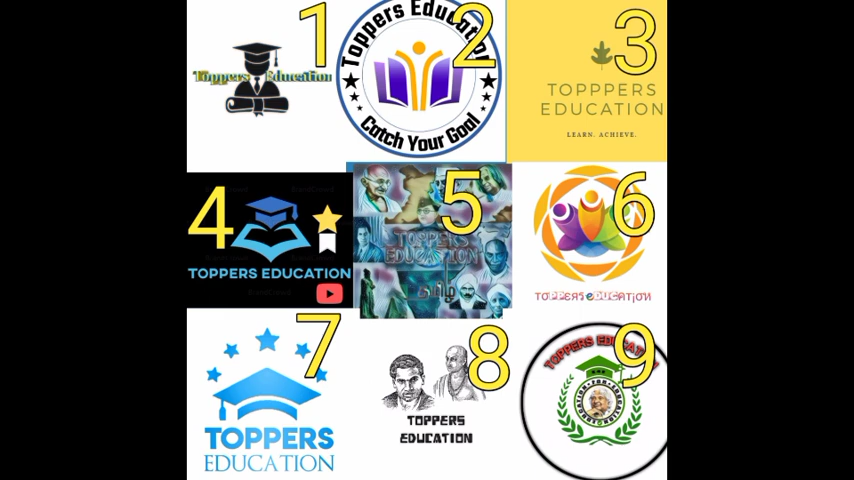 1
Toppers Education
2
Toppers Education
Catch Your Goal
3
TOPPPERS
EDUCATION
LEARN. ACHIEVE.
4
TOPPERS EDUCATION
5
TOPPERS
EDUCATION
தமிழ்
6
TOPPERS EDUCATION
7
TOPPERS
EDUCATION
8
TOPPERS
EDUCATION
9
TOPPERS EDUCATION